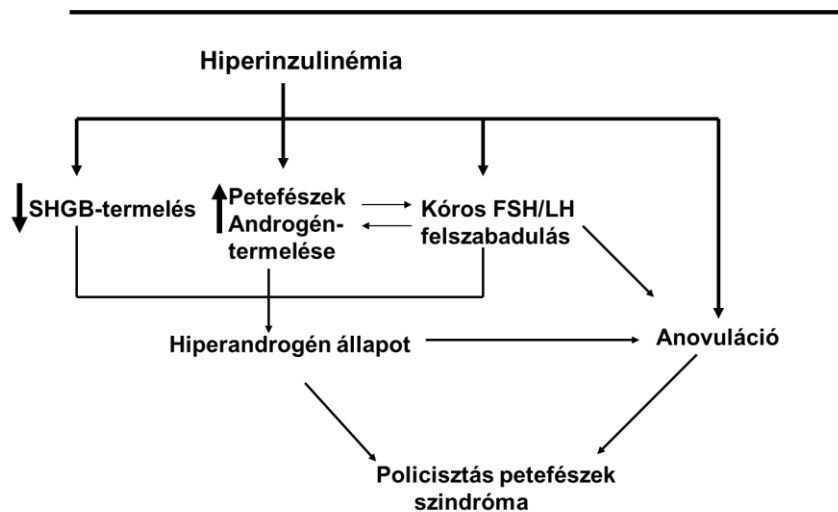 Hiperinzulinémia
SHGB-termelés
Petefészek
Androgén-
termelése
Kóros FSH/LH
felszabadulás
Hiperandrogén állapot
Anovuláció
Policisztás petefészek
szindróma